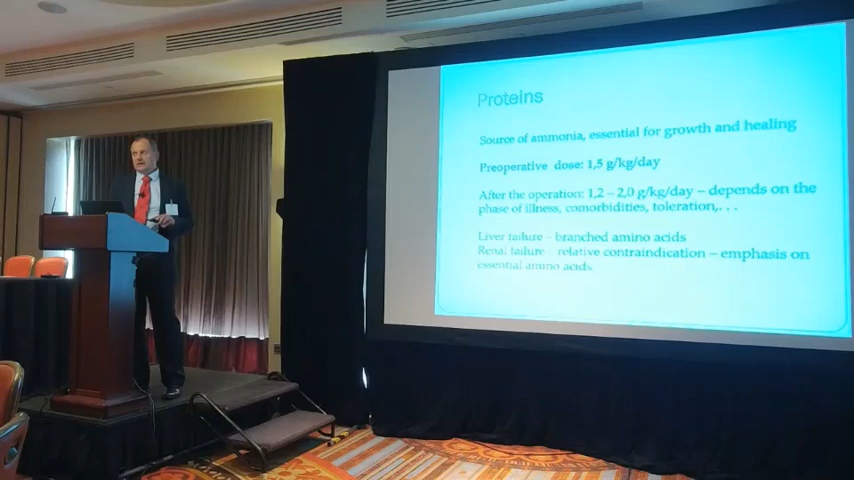 Proteins
Source of ammonia, essential for growth and healing
Preoperative dose: 1,5 g/kg/day
After the operation: 1,2 – 2,0 g/kg/day – depends on the
phase of illness, comorbidities, toleration,. . .
Liver failure – branched amino acids
Renal failure – relative contraindication – emphasis on
essential amino acids.